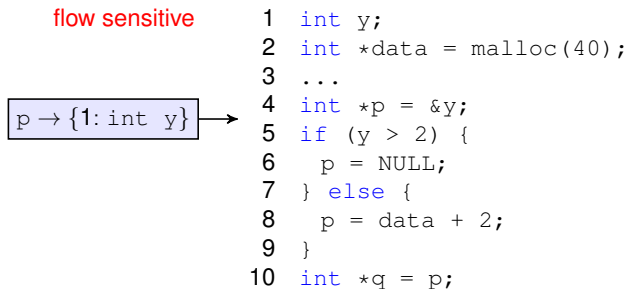 flow sensitive
1 int y;
2 int *data = malloc(40);
3 ...
p → {1: int y}
4 int *p = &y;
5 if (y > 2) {
6 p = NULL;
7 } else {
8 p = data + 2;
9 }
10 int *q = p;